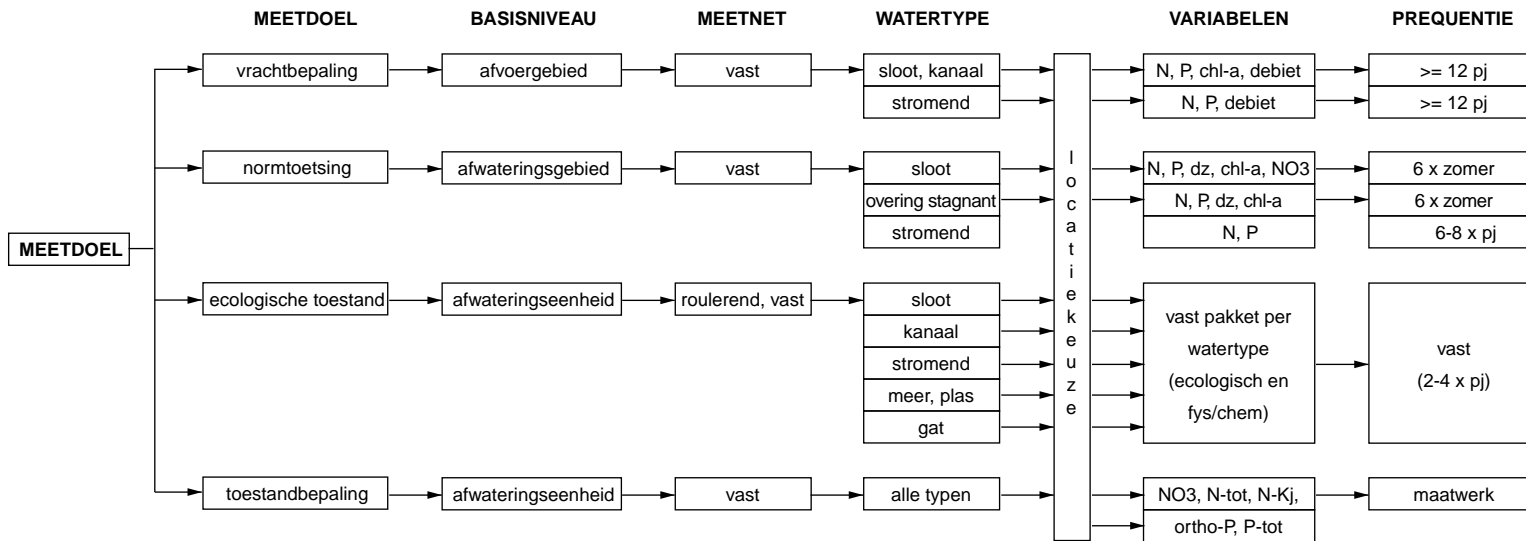 MEETDOEL BASISNIVEAU MEETNET WATERTYPE VARIABELEN PREQUENTIE
vrachtbepaling afvoergebied vast sloot, kanaal N, P, chl-a, debiet >= 12 pj
stromend N, P, debiet >= 12 pj
normtoetsing afwateringsgebied vast sloot N, P, dz, chl-a, NO3 6 x zomer
overing stagnant N, P, dz, chl-a 6 x zomer
stromend N, P 6-8 x pj
MEETDOEL
locatiekeuze
ecologische toestand afwateringseenheid roulerend, vast sloot
kanaal
stromend
meer, plas
gat
vast pakket per
watertype
(ecologisch en
fys/chem)
vast
(2-4 x pj)
toestandbepaling afwateringseenheid vast alle typen NO3, N-tot, N-Kj, maatwerk
ortho-P, P-tot